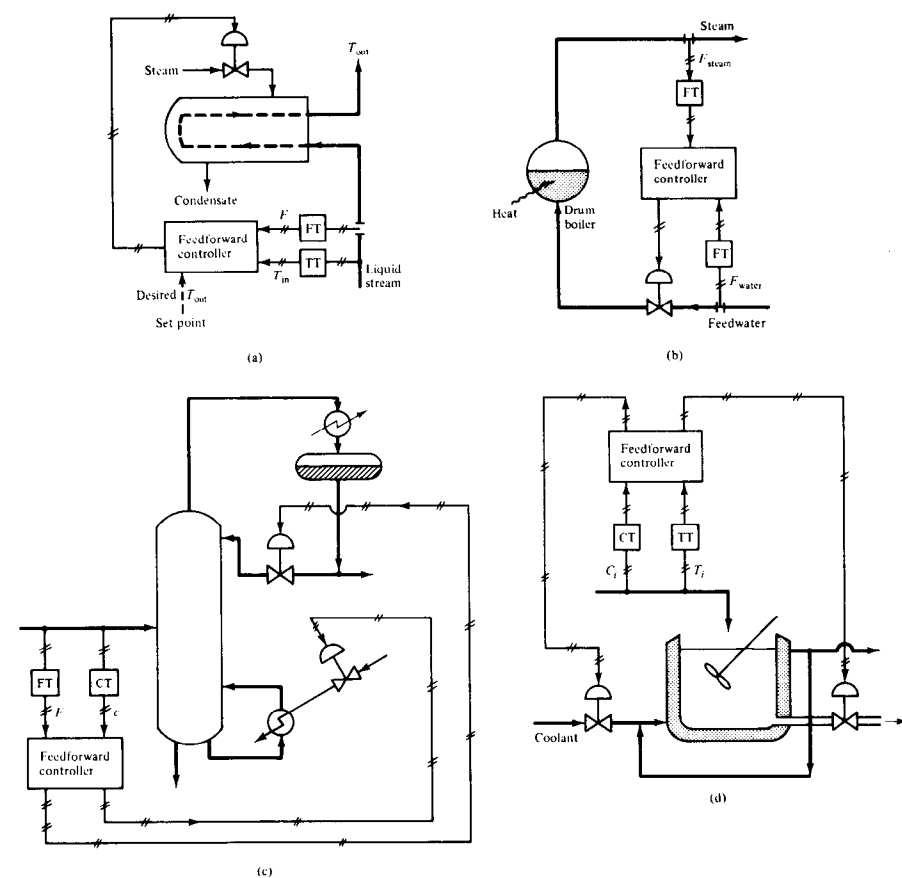 Steam
T_out
Condensate
F
FT
Feedforward
controller
T_in
TT
Liquid
stream
Desired T_out
Set point
(a)
Steam
F_steam
FT
Feedforward
controller
Heat
Drum
boiler
FT
F_water
Feedwater
(b)
FT
CT
F
c
Feedforward
controller
(c)
Feedforward
controller
CT
TT
C_i
T_i
Coolant
(d)